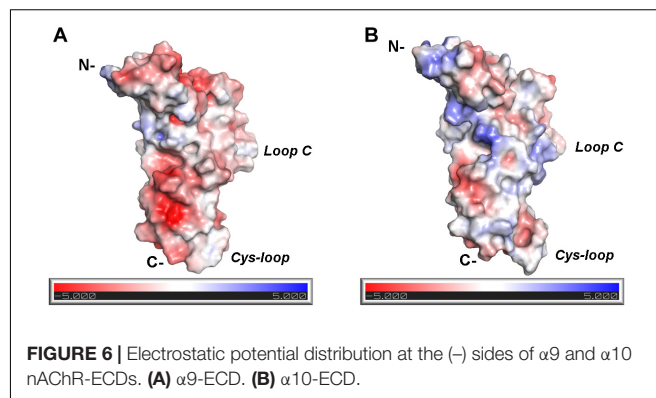 A
B
N-
N-
Loop C
Loop C
C-
Cys-loop
C-
Cys-loop
-5.000 5.000
-5.000 5.000
FIGURE 6 | Electrostatic potential distribution at the (–) sides of α9 and α10
nAChR-ECDs. (A) α9-ECD. (B) α10-ECD.